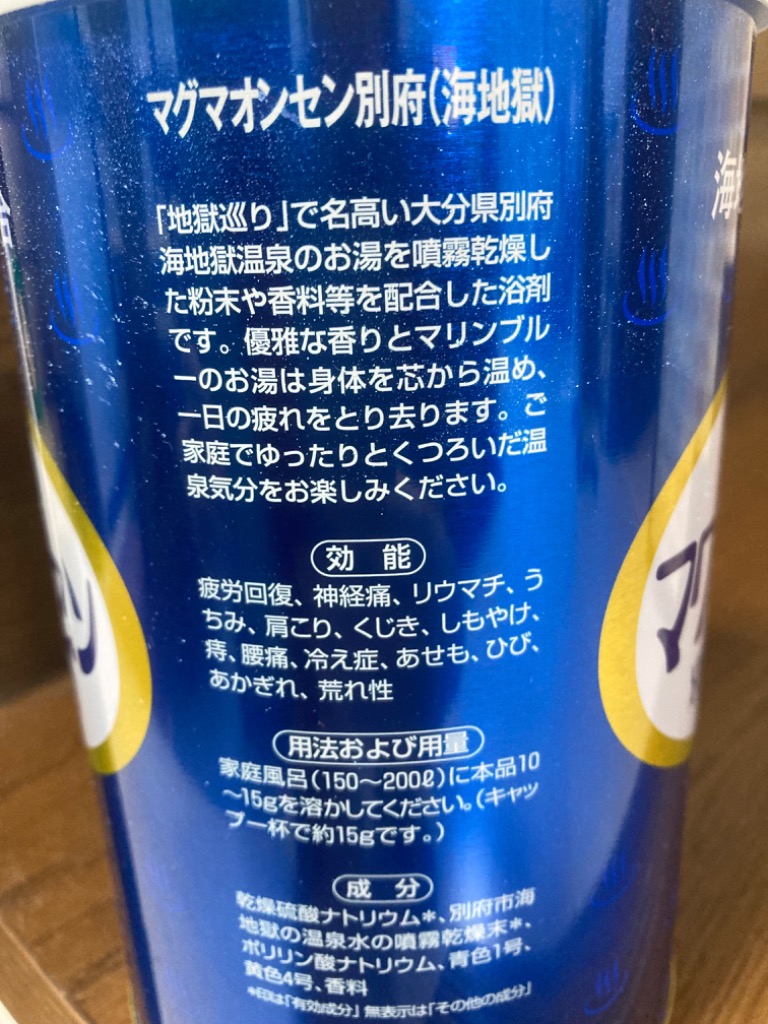 マグマオンセン別府(海地獄)
「地獄巡り」で名高い大分県別府
海地獄温泉のお湯を噴霧乾燥し
た粉末や香料等を配合した浴剤
です。優雅な香りとマリンブル
ーのお湯は身体を芯から温め、
一日の疲れをとり去ります。ご
家庭でゆったりとくつろいだ温
泉気分をお楽しみください。
効能
疲労回復、神経痛、リウマチ、う
ちみ、肩こり、くじき、しもやけ、
痔、腰痛、冷え症、あせも、ひび、
あかぎれ、荒れ性
用法および用量
家庭風呂(150〜200ℓ)に本品10
〜15gを溶かしてください。(キャッ
プ一杯で約15gです。)
成分
乾燥硫酸ナトリウム*、別府市海
地獄の温泉水の噴霧乾燥末*、
ポリリン酸ナトリウム、青色1号、
黄色4号、香料
*印は「有効成分」 無表示は「その他の成分」
海
マグ